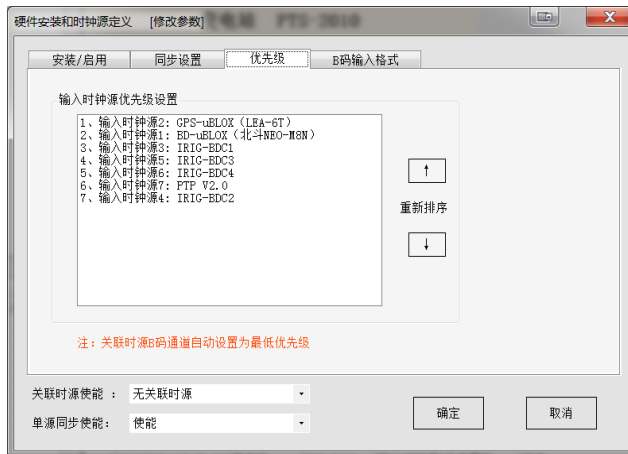 硬件安装和时钟源定义 [修改参数]
PTS-2010
安装/启用 同步设置 优先级 B码输入格式
输入时钟源优先级设置
1、输入时钟源2: GPS-uBLOX（LEA-6T）
2、输入时钟源1: BD-uBLOX（北斗NEO-M8N）
3、输入时钟源3: IRIG-BDC1
4、输入时钟源5: IRIG-BDC3
5、输入时钟源6: IRIG-BDC4
6、输入时钟源7: PTP V2.0
7、输入时钟源4: IRIG-BDC2
↑
重新排序
↓
注：关联时源B码通道自动设置为最低优先级
关联时源使能 ： 无关联时源
单源同步使能： 使能
确定 取消